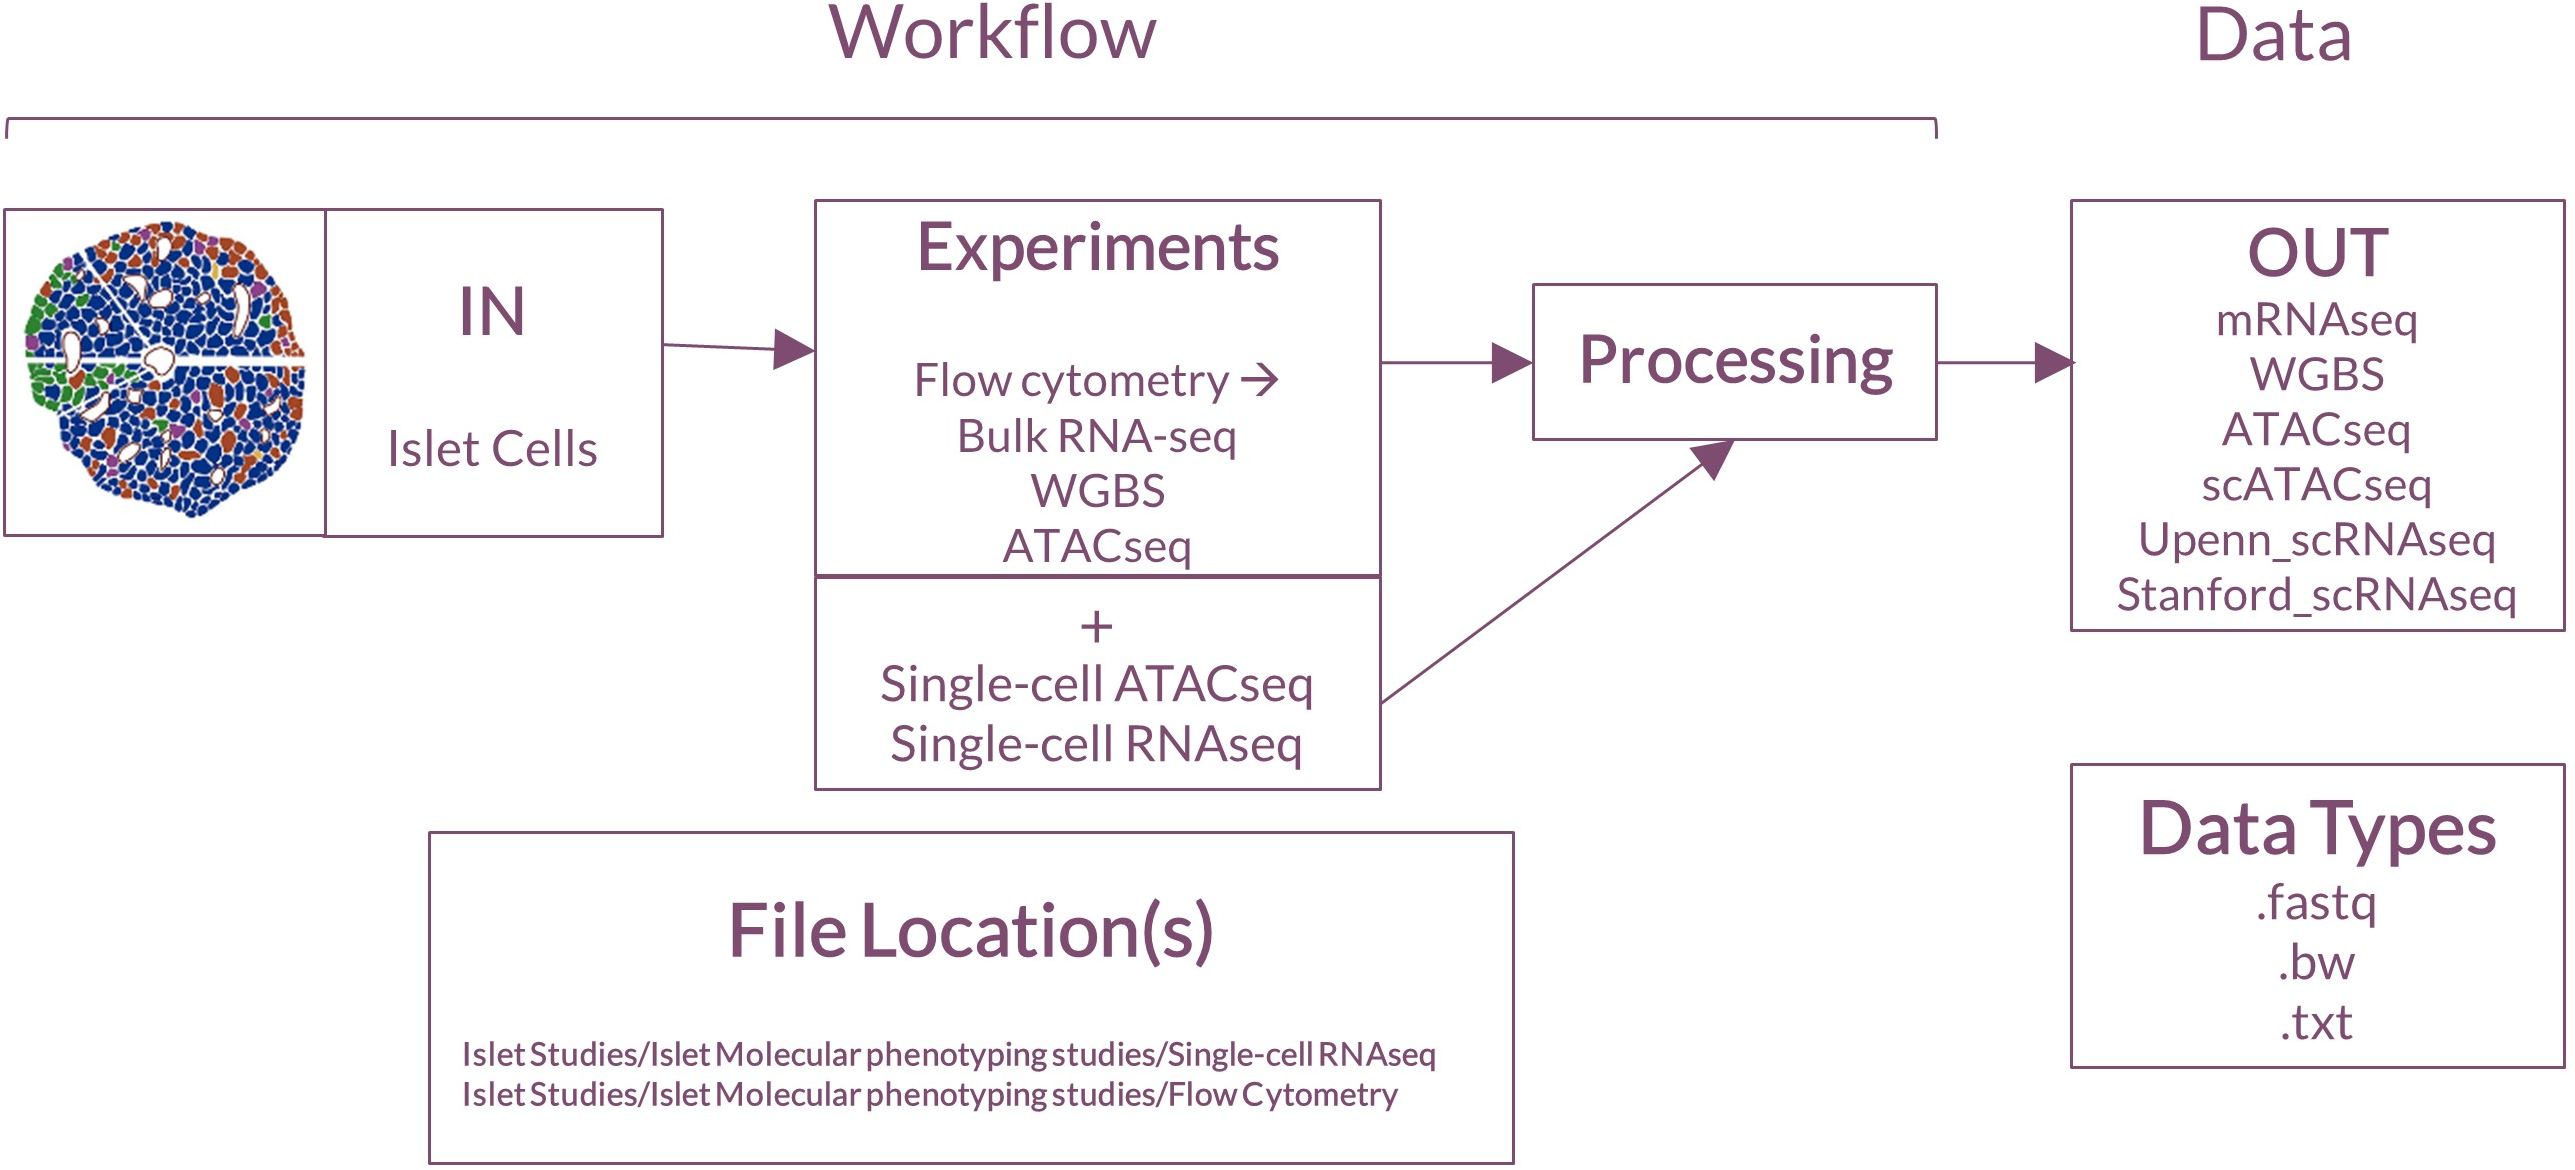 Workflow
Data
IN
Islet Cells
Experiments
Flow cytometry →
Bulk RNA-seq
WGBS
ATACseq
+
Single-cell ATACseq
Single-cell RNAseq
Processing
OUT
mRNAseq
WGBS
ATACseq
scATACseq
Upenn_scRNAseq
Stanford_scRNAseq
File Location(s)
Islet Studies/Islet Molecular phenotyping studies/Single-cell RNAseq
Islet Studies/Islet Molecular phenotyping studies/Flow Cytometry
Data Types
.fastq
.bw
.txt